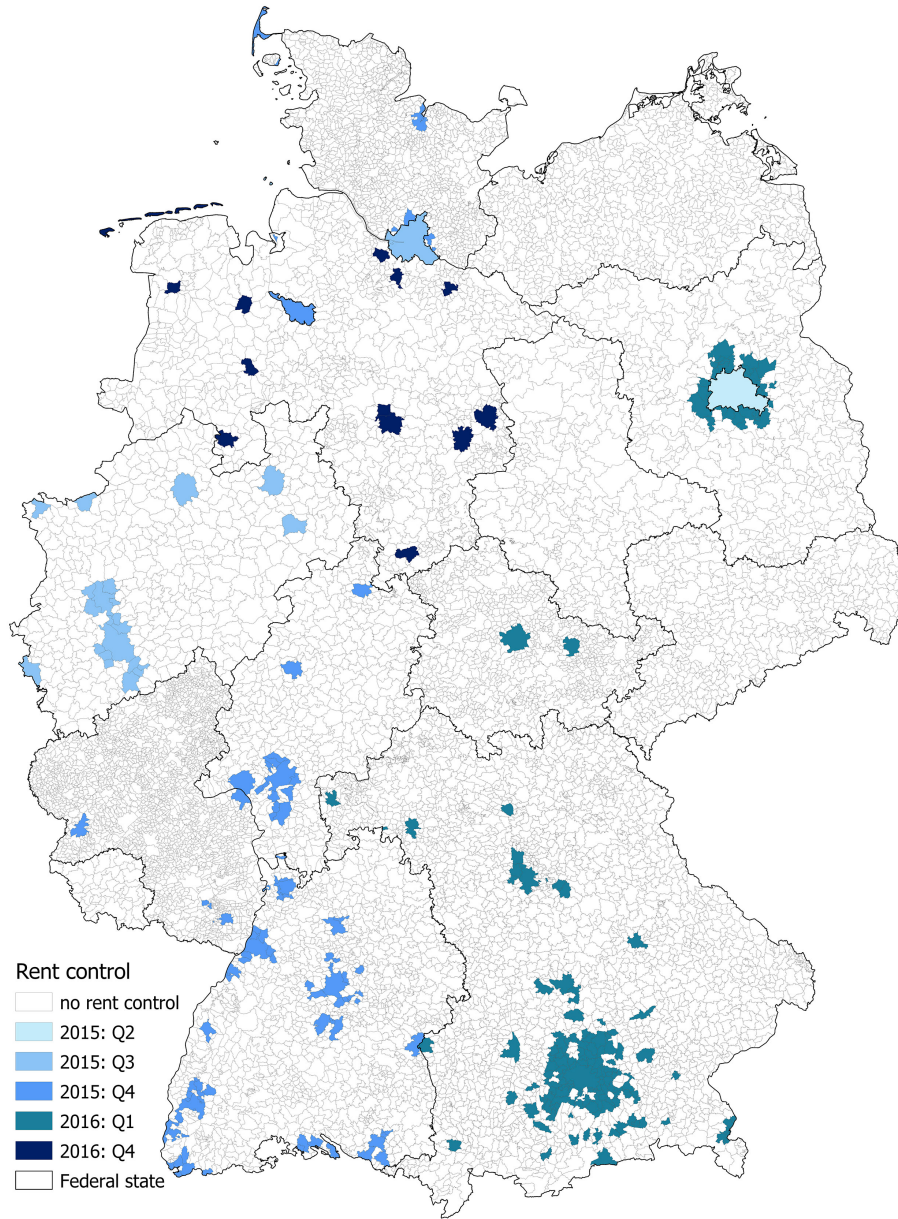 Rent control
no rent control
2015: Q2
2015: Q3
2015: Q4
2016: Q1
2016: Q4
Federal state